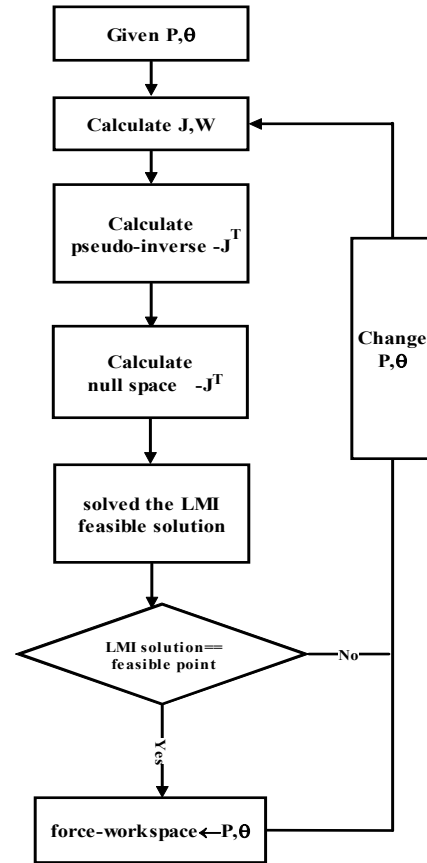 Given P,θ
Calculate J,W
Calculate
pseudo-inverse -J^T
Calculate
null space -J^T
Change
P,θ
solved the LMI
feasible solution
LMI solution==
feasible point
No
Yes
force-workspace←P,θ